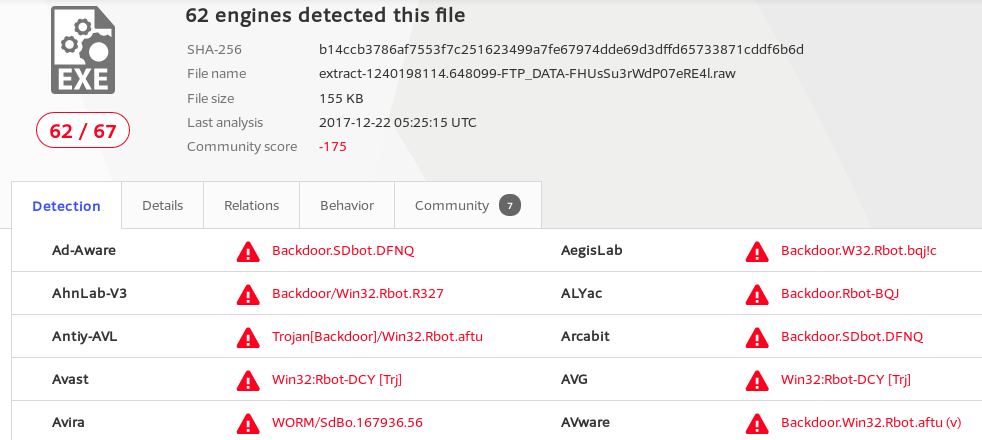 62 engines detected this file
EXE
62 / 67
SHA-256 b14ccb3786af7553f7c251623499a7fe67974dde69d3dffd65733871cddf6b6d
File name extract-1240198114.648099-FTP_DATA-FHUsSu3rWdP07eRE4l.raw
File size 155 KB
Last analysis 2017-12-22 05:25:15 UTC
Community score -175
Detection Details Relations Behavior Community 7
Ad-Aware Backdoor.SDbot.DFNQ AegisLab Backdoor.W32.Rbot.bqj!c
AhnLab-V3 Backdoor/Win32.Rbot.R327 ALYac Backdoor.Rbot-BQJ
Antiy-AVL Trojan[Backdoor]/Win32.Rbot.aftu Arcabit Backdoor.SDbot.DFNQ
Avast Win32:Rbot-DCY [Trj] AVG Win32:Rbot-DCY [Trj]
Avira WORM/SdBo.167936.56 AVware Backdoor.Win32.Rbot.aftu (v)